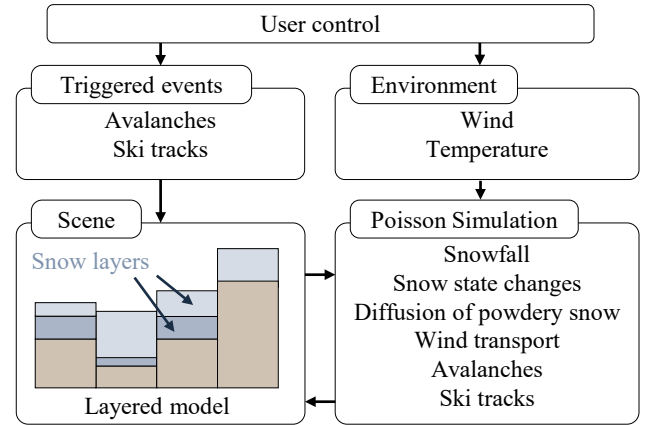 User control
Triggered events
Avalanches
Ski tracks
Environment
Wind
Temperature
Scene
Snow layers
Layered model
Poisson Simulation
Snowfall
Snow state changes
Diffusion of powdery snow
Wind transport
Avalanches
Ski tracks